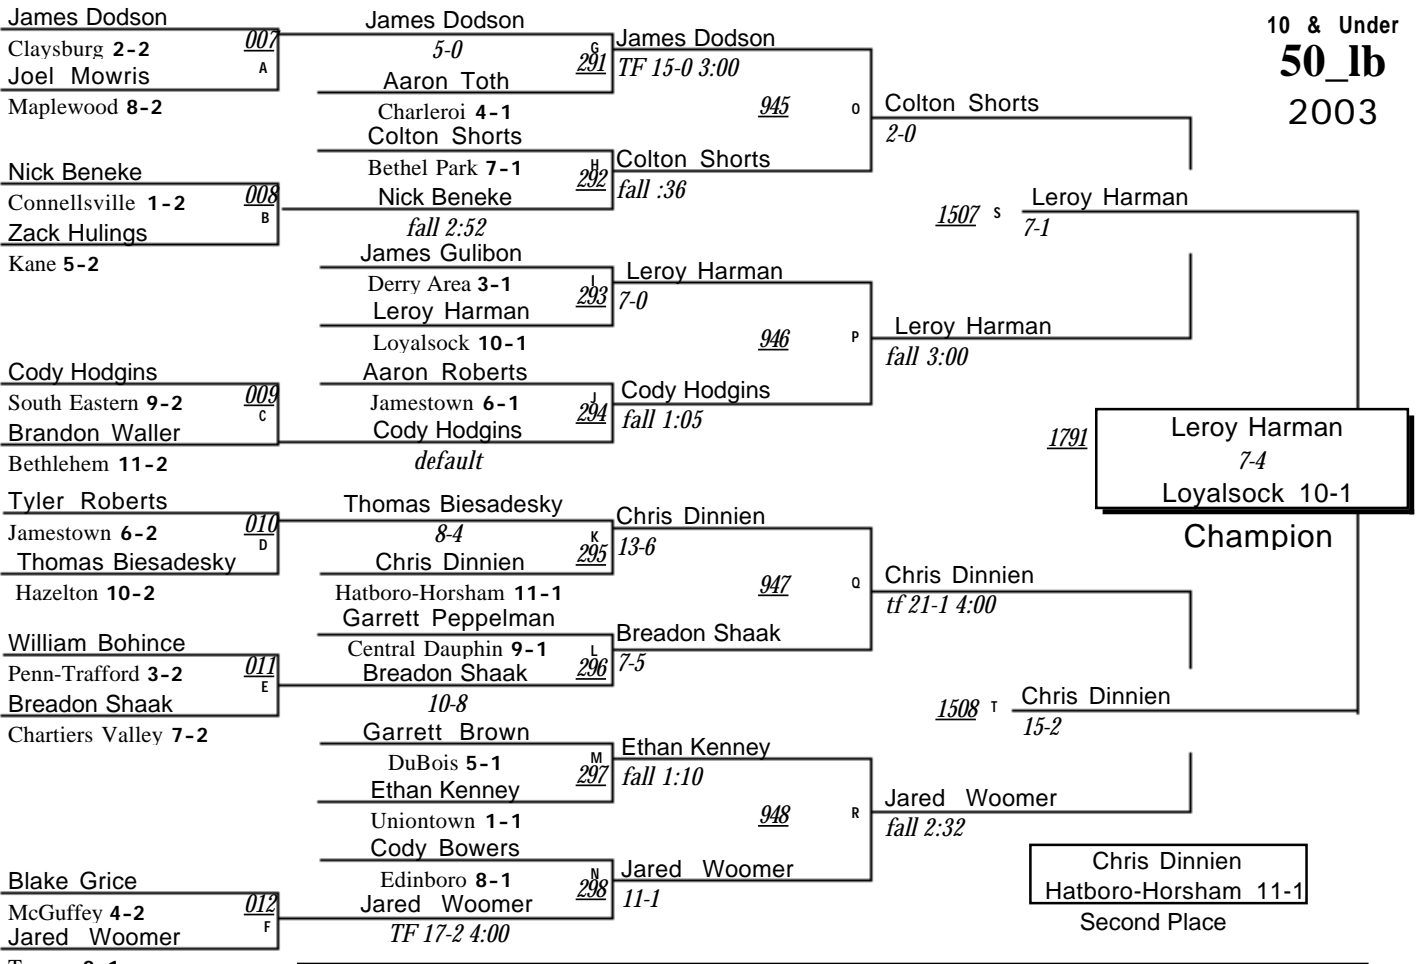 10 & Under
50_lb
2003
James Dodson
Claysburg 2-2
007
A
Joel Mowris
Maplewood 8-2
Nick Beneke
Connellsville 1-2
008
B
Zack Hulings
Kane 5-2
Cody Hodgins
South Eastern 9-2
009
C
Brandon Waller
Bethlehem 11-2
Tyler Roberts
Jamestown 6-2
010
D
Thomas Biesadesky
Hazelton 10-2
William Bohince
Penn-Trafford 3-2
011
E
Breadon Shaak
Chartiers Valley 7-2
Blake Grice
McGuffey 4-2
012
F
Jared Woomer
James Dodson
5-0
G
291
Aaron Toth
Charleroi 4-1
Colton Shorts
Bethel Park 7-1
H
292
Nick Beneke
fall 2:52
James Gulibon
Derry Area 3-1
I
293
Leroy Harman
Loyalsock 10-1
Aaron Roberts
Jamestown 6-1
J
294
Cody Hodgins
default
Thomas Biesadesky
8-4
K
295
Chris Dinnien
Hatboro-Horsham 11-1
Garrett Peppelman
Central Dauphin 9-1
L
296
Breadon Shaak
10-8
Garrett Brown
DuBois 5-1
M
297
Ethan Kenney
Uniontown 1-1
Cody Bowers
Edinboro 8-1
N
298
Jared Woomer
TF 17-2 4:00
James Dodson
TF 15-0 3:00
945
O
Colton Shorts
fall :36
Leroy Harman
7-0
946
P
Cody Hodgins
fall 1:05
Chris Dinnien
13-6
947
Q
Breadon Shaak
7-5
Ethan Kenney
fall 1:10
948
R
Jared Woomer
11-1
Colton Shorts
2-0
1507
S
Leroy Harman
fall 3:00
Chris Dinnien
tf 21-1 4:00
1508
T
Jared Woomer
fall 2:32
Leroy Harman
7-1
1791
Chris Dinnien
15-2
Leroy Harman
7-4
Loyalsock 10-1
Champion
Chris Dinnien
Hatboro-Horsham 11-1
Second Place